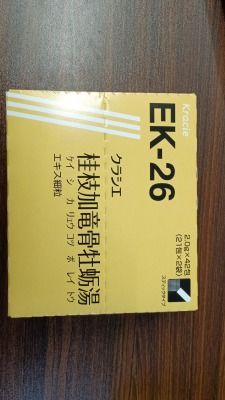 Kracie
EK-26
クラシエ
桂枝加竜骨牡蛎湯
ケイ シ カ リュウ コツ ボ レイ トウ
エキス細粒
2.0g×42包
(21包×2袋)
スティックタイプ